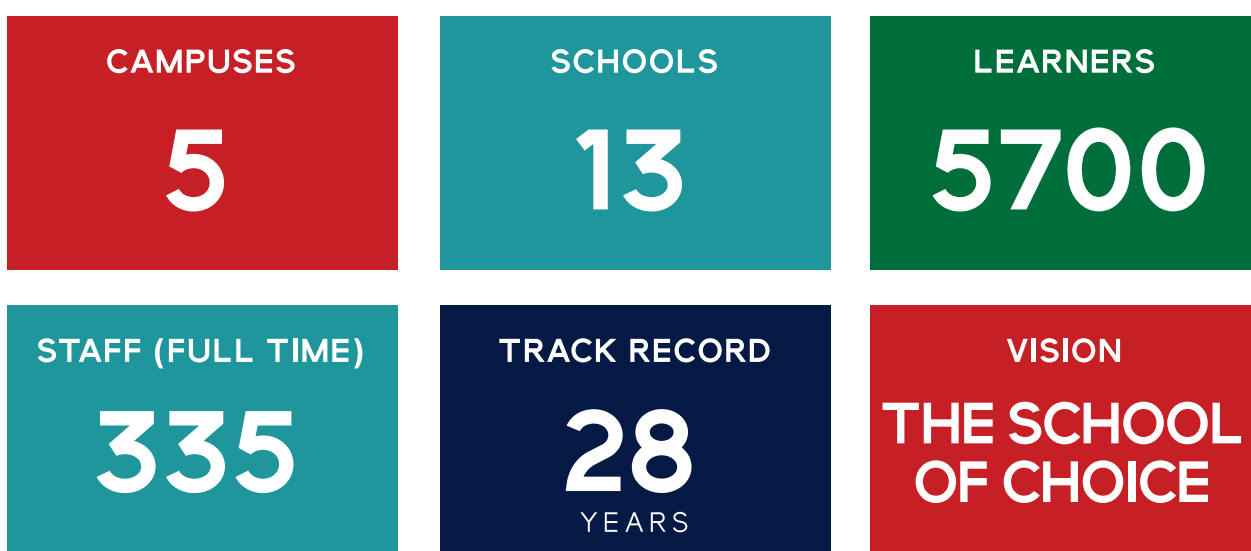 CAMPUSES
5
SCHOOLS
13
LEARNERS
5700
STAFF (FULL TIME)
335
TRACK RECORD
28
YEARS
VISION
THE SCHOOL
OF CHOICE